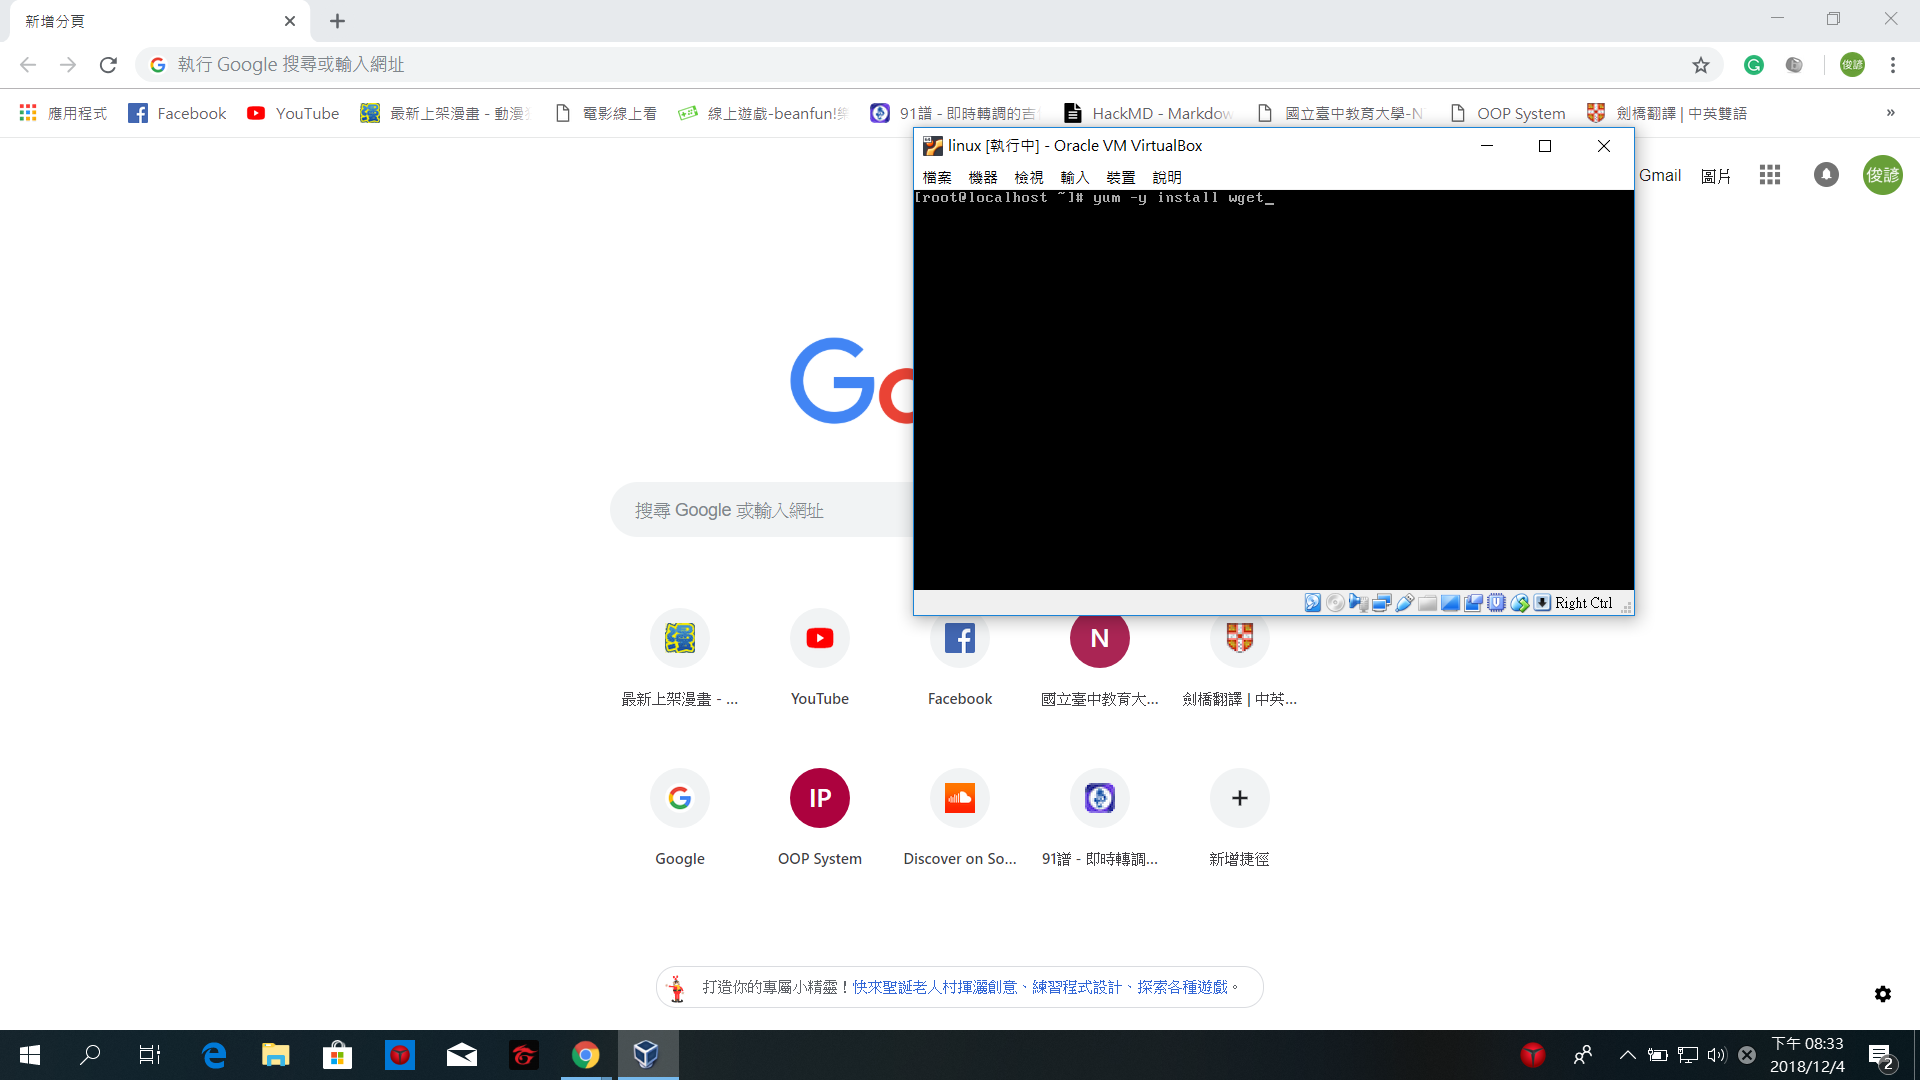 新增分頁
執行 Google 搜尋或輸入網址
俊諺
應用程式
Facebook
YouTube
最新上架漫畫 - 動漫
電影線上看
線上遊戲-beanfun!
91譜 - 即時轉調的吉
HackMD - Markdow
國立臺中教育大學-N
OOP System
劍橋翻譯 | 中英雙語
»
linux [執行中] - Oracle VM VirtualBox
檔案 機器 檢視 輸入 裝置 說明
[root@localhost ~]# yum -y install wget_
Right Ctrl
Gmail
圖片
俊諺
Go
搜尋 Google 或輸入網址
N
最新上架漫畫 - ...
YouTube
Facebook
國立臺中教育大...
劍橋翻譯 | 中英...
IP
Google
OOP System
Discover on So...
91譜 - 即時轉調...
新增捷徑
打造你的專屬小精靈！快來聖誕老人村揮灑創意、練習程式設計、探索各種遊戲。
下午 08:33
2018/12/4
2